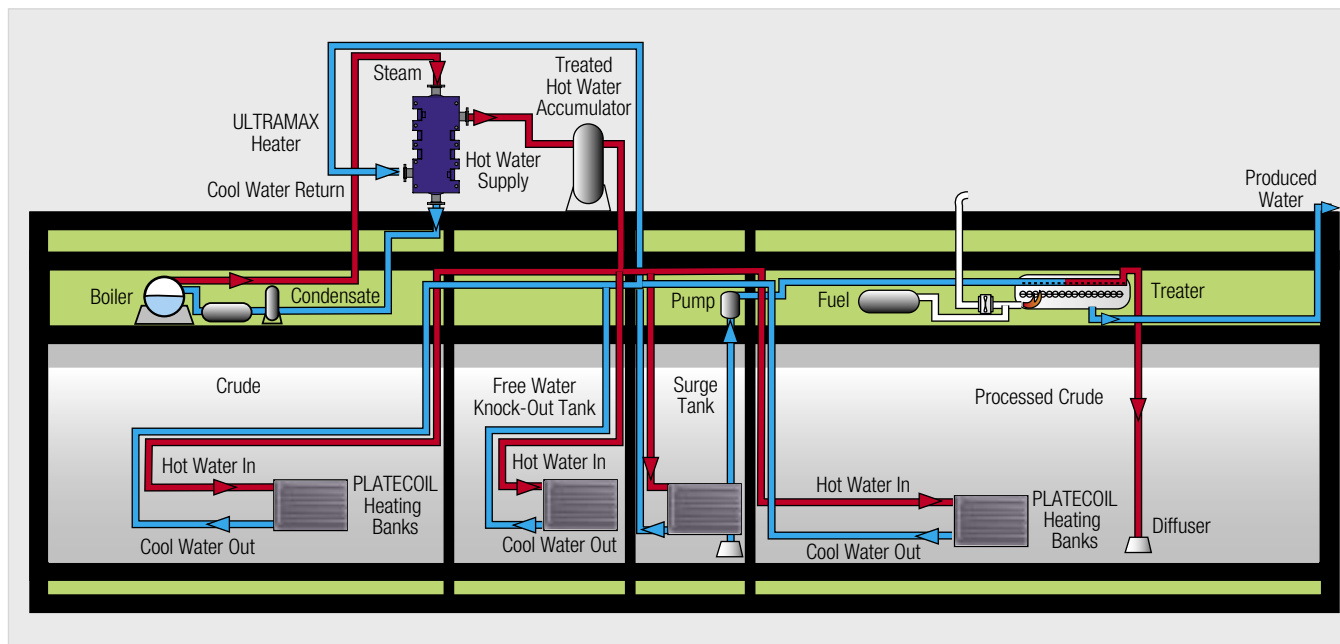 Steam
Treated
Hot Water
Accumulator
ULTRAMAX
Heater
Hot Water
Supply
Cool Water Return
Produced
Water
Boiler
Condensate
Pump
Fuel
Treater
Crude
Free Water
Knock-Out Tank
Surge
Tank
Processed Crude
Hot Water In
PLATECOIL
Heating
Banks
Cool Water Out
Hot Water In
Cool Water Out
Hot Water In
PLATECOIL
Heating
Banks
Cool Water Out
Diffuser